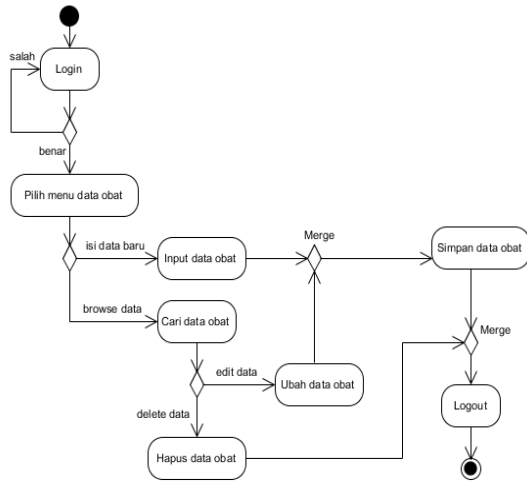 salah
Login
benar
Pilih menu data obat
isi data baru
Input data obat
Merge
Simpan data obat
browse data
Cari data obat
Merge
edit data
Ubah data obat
delete data
Hapus data obat
Logout